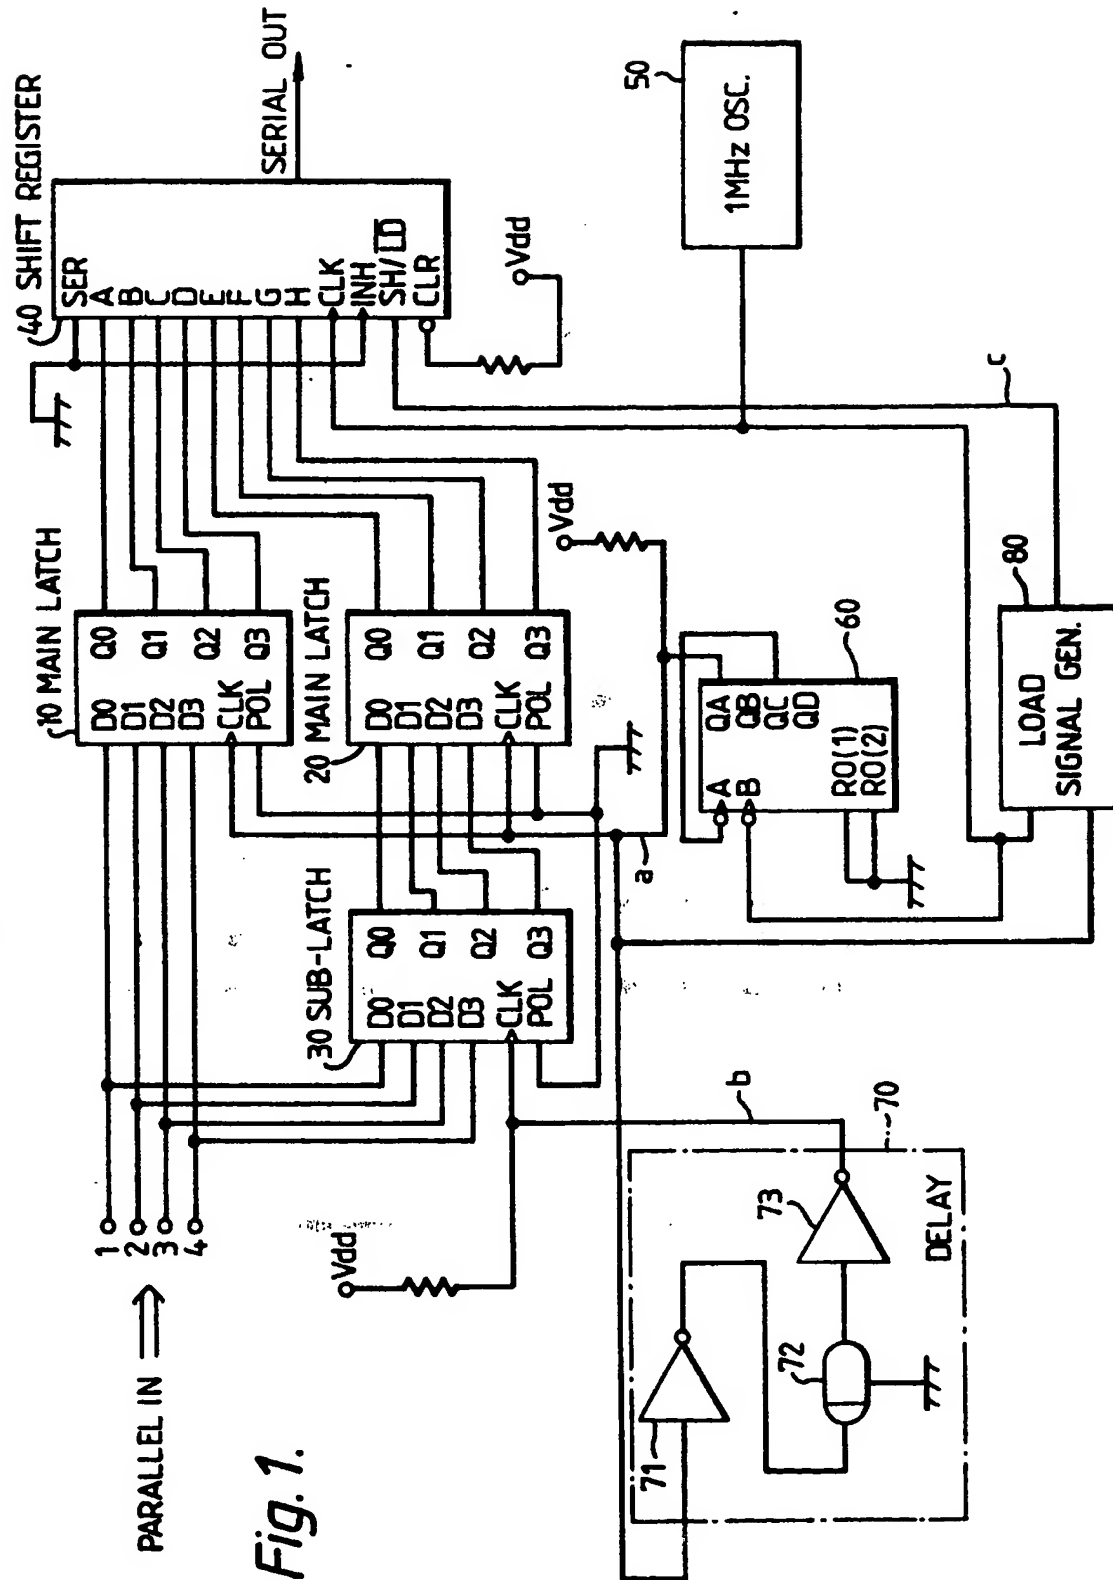 PARALLEL IN
1
2
3
4
10 MAIN LATCH
D0 Q0
D1 Q1
D2 Q2
D3 Q3
CLK
POL
20 MAIN LATCH
D0 Q0
D1 Q1
D2 Q2
D3 Q3
CLK
POL
30 SUB-LATCH
D0 Q0
D1 Q1
D2 Q2
D3 Q3
CLK
POL
40 SHIFT REGISTER
SER
A
B
C
D
E
F
G
H
CLK
INH
SH/LD
CLR
SERIAL OUT
Vdd
Vdd
Vdd
50
1MHz OSC.
60
A QA
B QB
QC
QD
RO(1)
RO(2)
a
b
c
70
71
72
73
DELAY
80
LOAD
SIGNAL GEN.
Fig. 1.